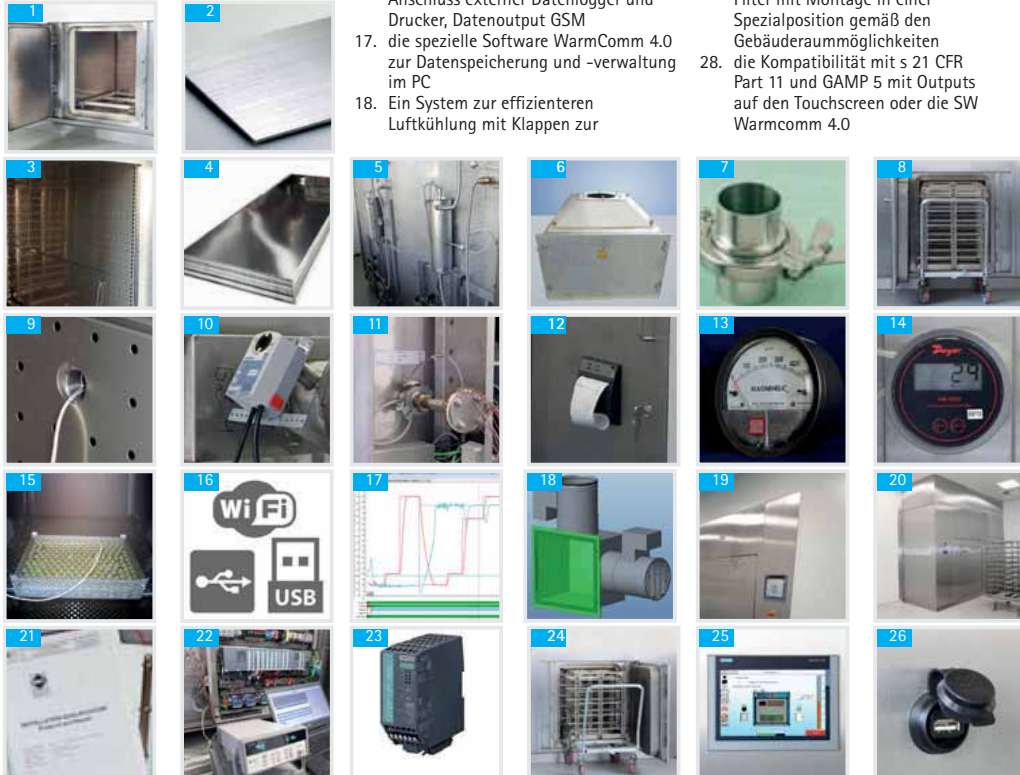 Anschluss externer Datenlogger und
Drucker, Datenoutput GSM
17. die spezielle Software WarmComm 4.0
zur Datenspeicherung und -verwaltung
im PC
18. Ein System zur effizienteren
Luftkühlung mit Klappen zur
Filter mit Montage in einer
Spezialposition gemäß den
Gebäuderaummöglichkeiten
28. die Kompatibilität mit s 21 CFR
Part 11 und GAMP 5 mit Outputs
auf den Touchscreen oder die SW
Warmcomm 4.0
1
2
3
4
5
6
7
8
9
10
11
12
13
14
Dwyer
29
15
16
Wi Fi
USB
17
18
19
20
21
22
23
24
25
26